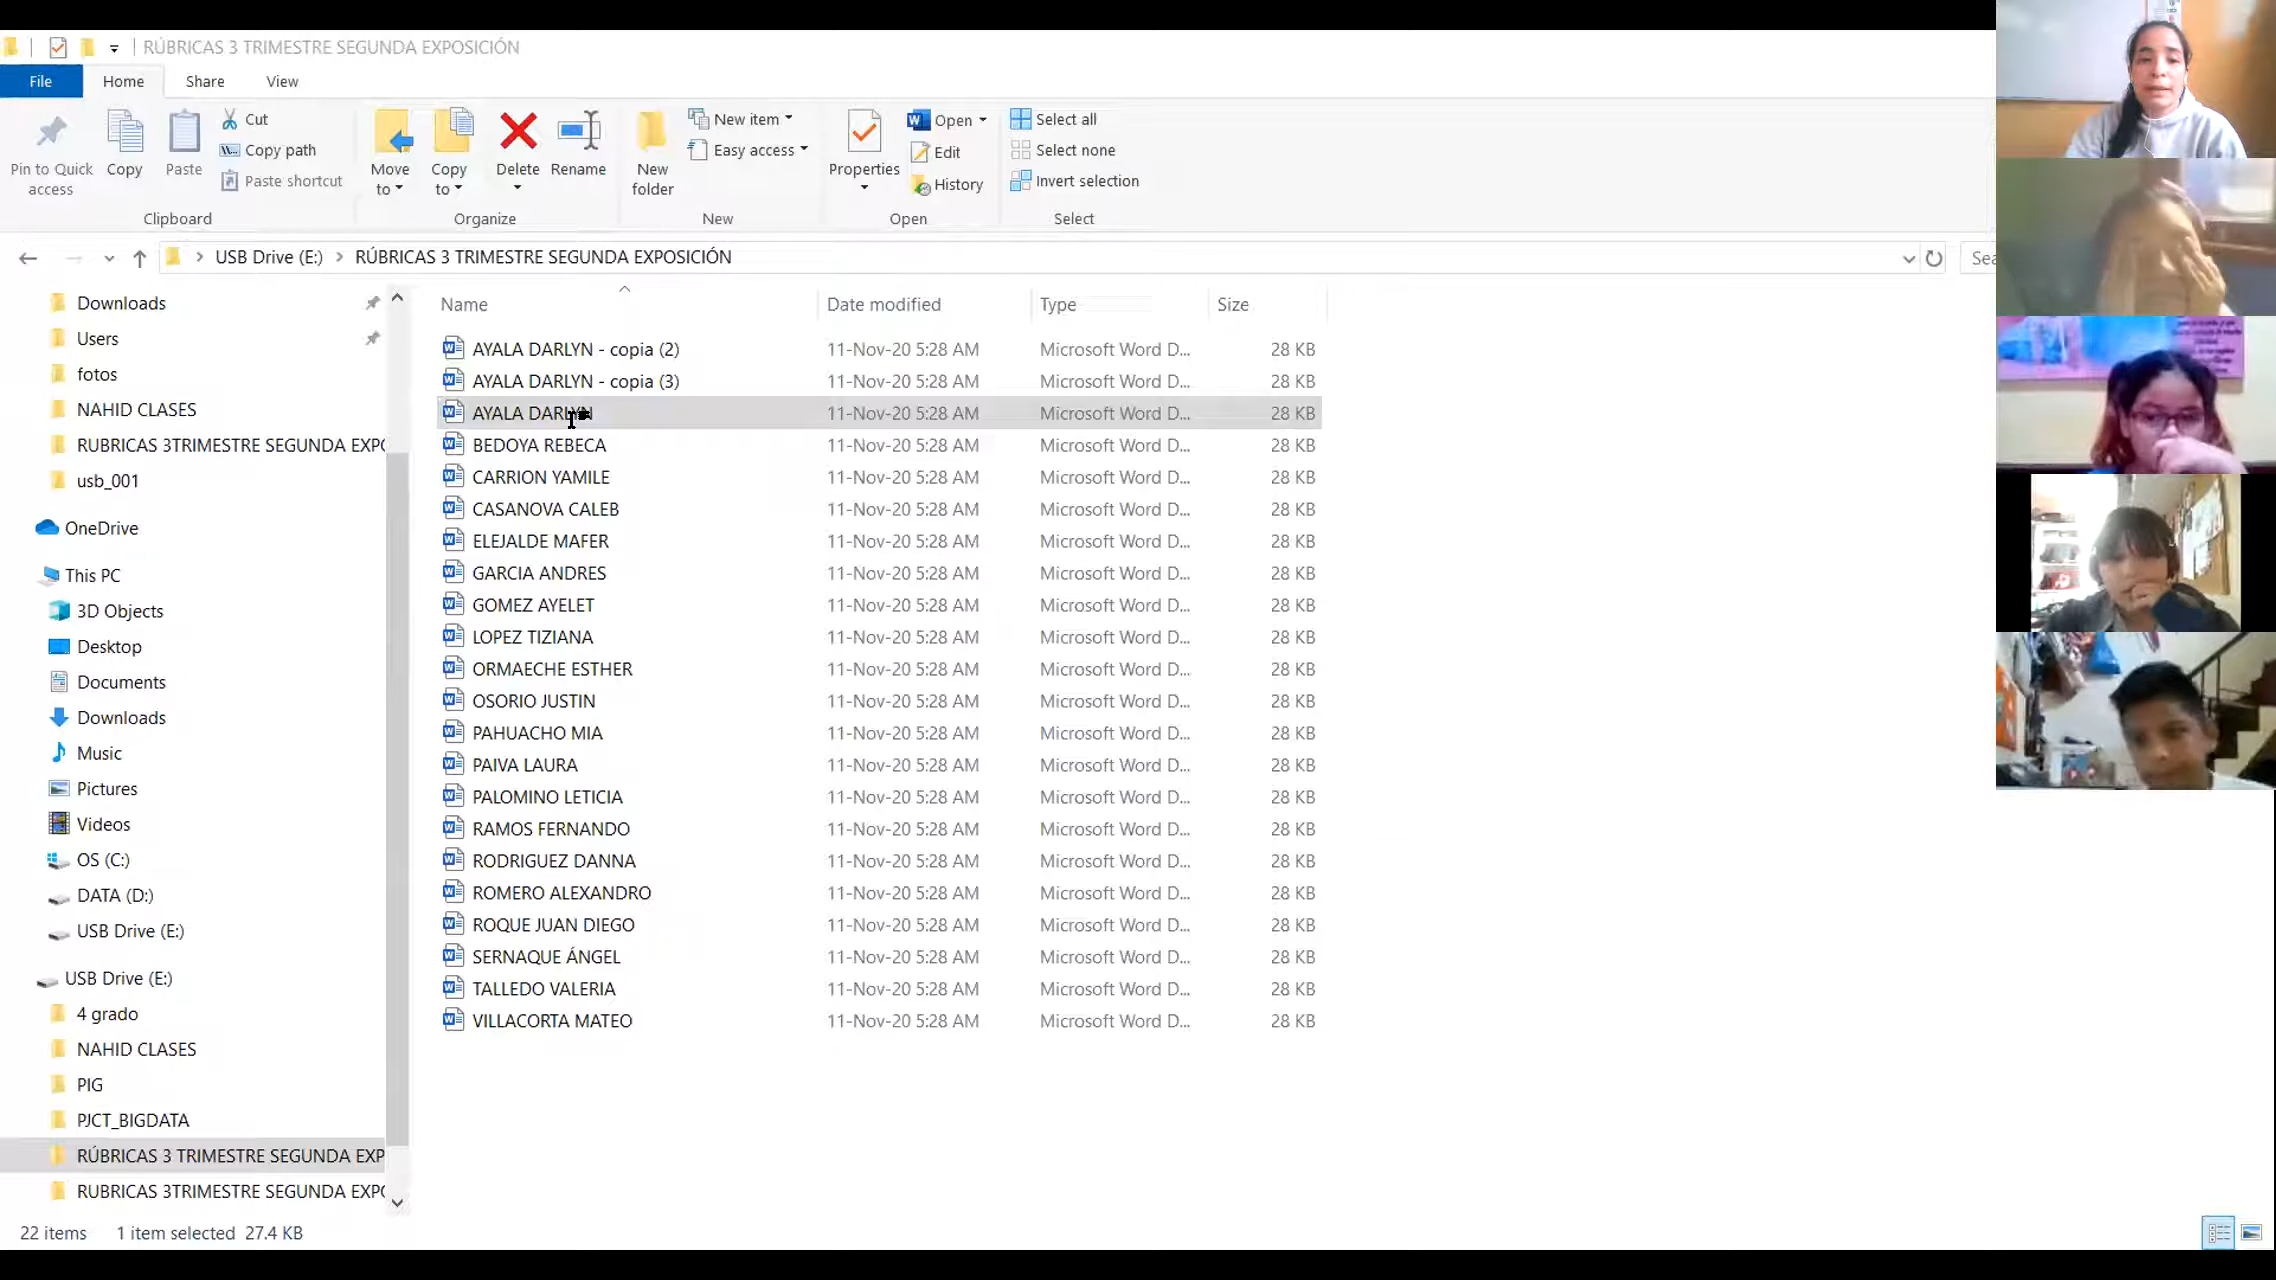 RÚBRICAS 3 TRIMESTRE SEGUNDA EXPOSICIÓN
File Home Share View
Pin to Quick access
Copy
Paste
Cut
Copy path
Paste shortcut
Clipboard
Move to
Copy to
Delete
Rename
Organize
New folder
New item
Easy access
New
Properties
Open
Edit
History
Open
Select all
Select none
Invert selection
Select
USB Drive (E:) > RÚBRICAS 3 TRIMESTRE SEGUNDA EXPOSICIÓN
Sea
Downloads
Users
fotos
NAHID CLASES
RUBRICAS 3TRIMESTRE SEGUNDA EXPO
usb_001
OneDrive
This PC
3D Objects
Desktop
Documents
Downloads
Music
Pictures
Videos
OS (C:)
DATA (D:)
USB Drive (E:)
USB Drive (E:)
4 grado
NAHID CLASES
PIG
PJCT_BIGDATA
RÚBRICAS 3 TRIMESTRE SEGUNDA EXP
RUBRICAS 3TRIMESTRE SEGUNDA EXPO
Name Date modified Type Size
AYALA DARLYN - copia (2) 11-Nov-20 5:28 AM Microsoft Word D... 28 KB
AYALA DARLYN - copia (3) 11-Nov-20 5:28 AM Microsoft Word D... 28 KB
AYALA DARLYN 11-Nov-20 5:28 AM Microsoft Word D... 28 KB
BEDOYA REBECA 11-Nov-20 5:28 AM Microsoft Word D... 28 KB
CARRION YAMILE 11-Nov-20 5:28 AM Microsoft Word D... 28 KB
CASANOVA CALEB 11-Nov-20 5:28 AM Microsoft Word D... 28 KB
ELEJALDE MAFER 11-Nov-20 5:28 AM Microsoft Word D... 28 KB
GARCIA ANDRES 11-Nov-20 5:28 AM Microsoft Word D... 28 KB
GOMEZ AYELET 11-Nov-20 5:28 AM Microsoft Word D... 28 KB
LOPEZ TIZIANA 11-Nov-20 5:28 AM Microsoft Word D... 28 KB
ORMAECHE ESTHER 11-Nov-20 5:28 AM Microsoft Word D... 28 KB
OSORIO JUSTIN 11-Nov-20 5:28 AM Microsoft Word D... 28 KB
PAHUACHO MIA 11-Nov-20 5:28 AM Microsoft Word D... 28 KB
PAIVA LAURA 11-Nov-20 5:28 AM Microsoft Word D... 28 KB
PALOMINO LETICIA 11-Nov-20 5:28 AM Microsoft Word D... 28 KB
RAMOS FERNANDO 11-Nov-20 5:28 AM Microsoft Word D... 28 KB
RODRIGUEZ DANNA 11-Nov-20 5:28 AM Microsoft Word D... 28 KB
ROMERO ALEXANDRO 11-Nov-20 5:28 AM Microsoft Word D... 28 KB
ROQUE JUAN DIEGO 11-Nov-20 5:28 AM Microsoft Word D... 28 KB
SERNAQUE ÁNGEL 11-Nov-20 5:28 AM Microsoft Word D... 28 KB
TALLEDO VALERIA 11-Nov-20 5:28 AM Microsoft Word D... 28 KB
VILLACORTA MATEO 11-Nov-20 5:28 AM Microsoft Word D... 28 KB
22 items 1 item selected 27.4 KB